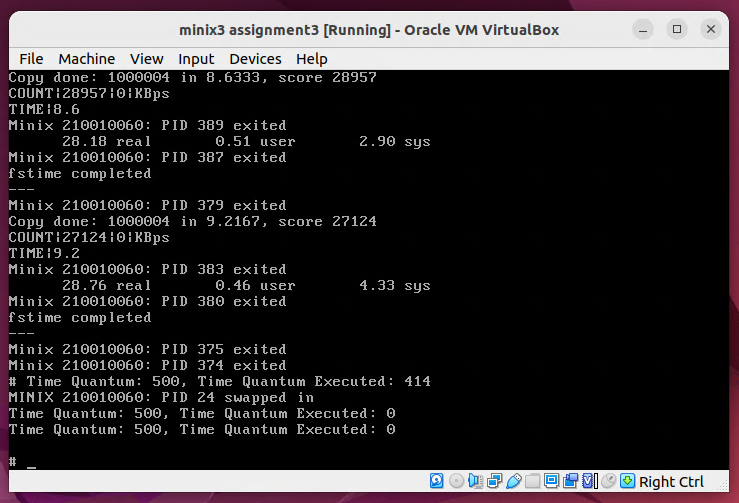 minix3 assignment3 [Running] - Oracle VM VirtualBox
File Machine View Input Devices Help
Copy done: 1000004 in 8.6333, score 28957
COUNT|28957|0|KBps
TIME|8.6
Minix 210010060: PID 389 exited
28.18 real 0.51 user 2.90 sys
Minix 210010060: PID 387 exited
fstime completed
---
Minix 210010060: PID 379 exited
Copy done: 1000004 in 9.2167, score 27124
COUNT|27124|0|KBps
TIME|9.2
Minix 210010060: PID 383 exited
28.76 real 0.46 user 4.33 sys
Minix 210010060: PID 380 exited
fstime completed
---
Minix 210010060: PID 375 exited
Minix 210010060: PID 374 exited
# Time Quantum: 500, Time Quantum Executed: 414
MINIX 210010060: PID 24 swapped in
Time Quantum: 500, Time Quantum Executed: 0
Time Quantum: 500, Time Quantum Executed: 0
# _
Right Ctrl